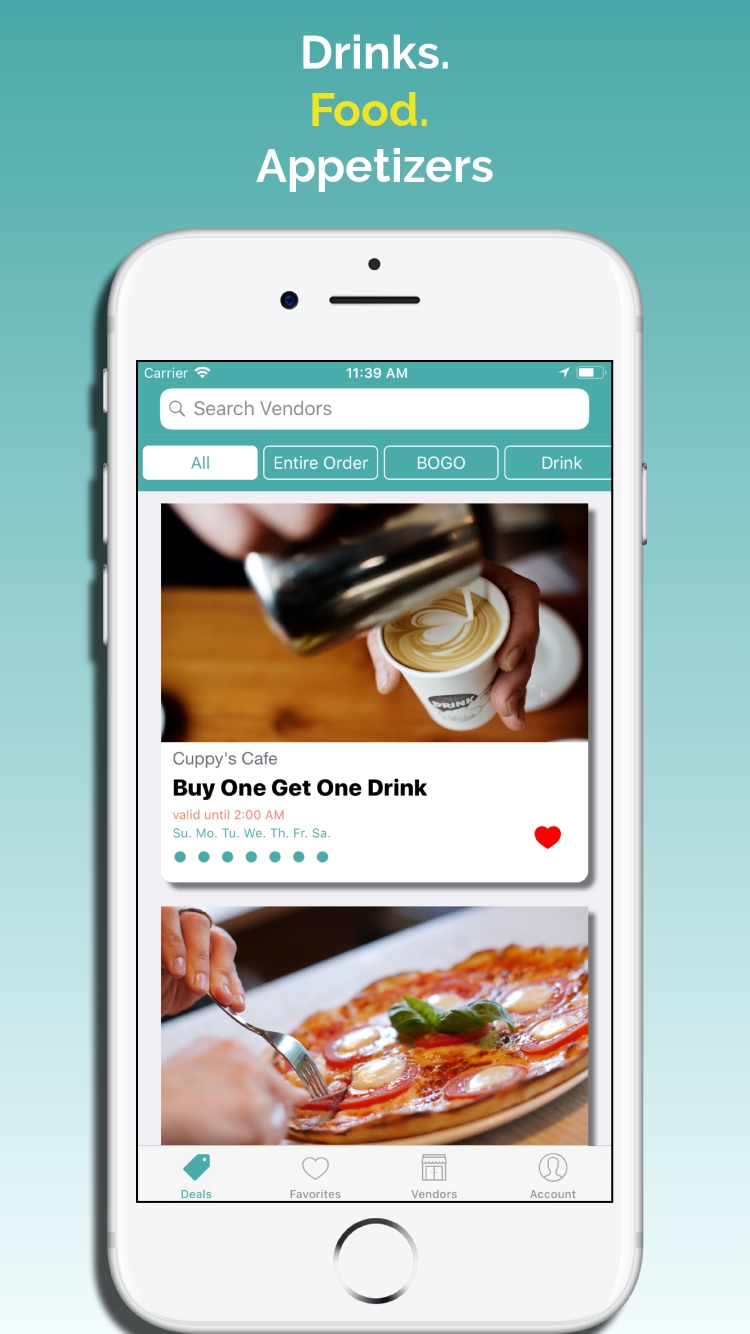 Drinks.
Food.
Appetizers
Carrier 11:39 AM
Search Vendors
All Entire Order BOGO Drink
DRINK
Cuppy's Cafe
Buy One Get One Drink
valid until 2:00 AM
Su. Mo. Tu. We. Th. Fr. Sa.
Deals Favorites Vendors Account